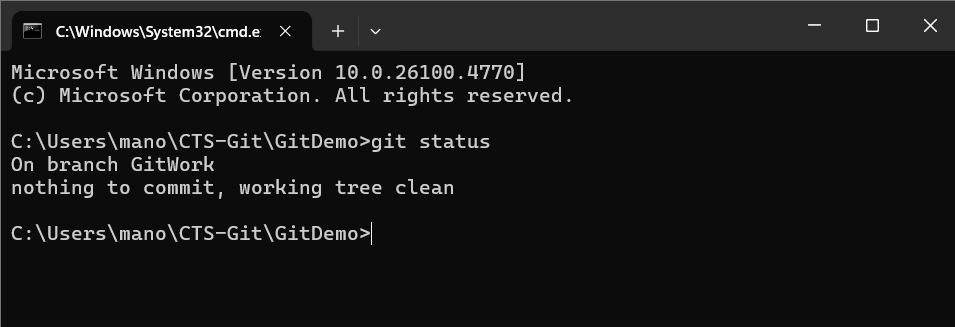 C:\Windows\System32\cmd.e
Microsoft Windows [Version 10.0.26100.4770]
(c) Microsoft Corporation. All rights reserved.
C:\Users\mano\CTS-Git\GitDemo>git status
On branch GitWork
nothing to commit, working tree clean
C:\Users\mano\CTS-Git\GitDemo>